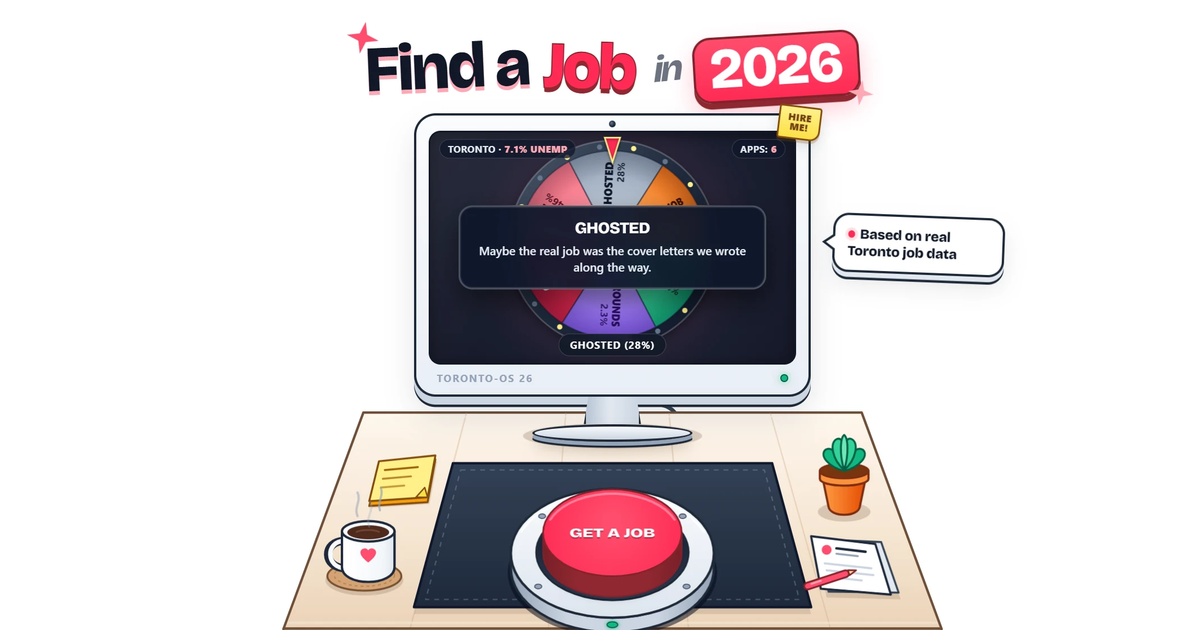 Find a Job in 2026
HIRE
ME!
TORONTO · 7.1% UNEMP
APPS: 6
28%
GHOSTED
Maybe the real job was the cover letters we wrote
along the way.
2.3%
GHOSTED (28%)
Based on real
Toronto job data
TORONTO-OS 26
GET A JOB